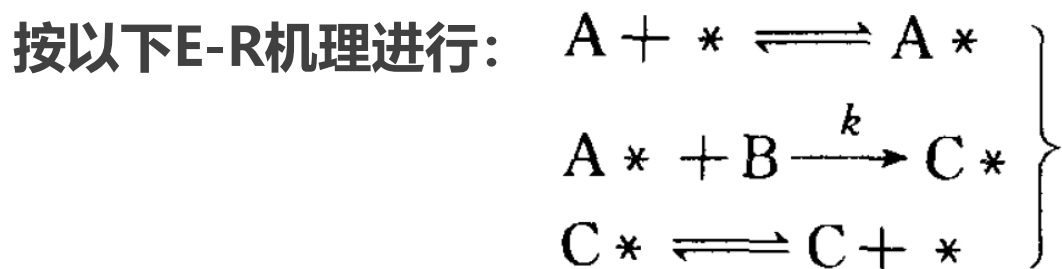 按以下E-R机理进行: A + * ⇌ A *
A * + B —k→ C *
C * ⇌ C + *